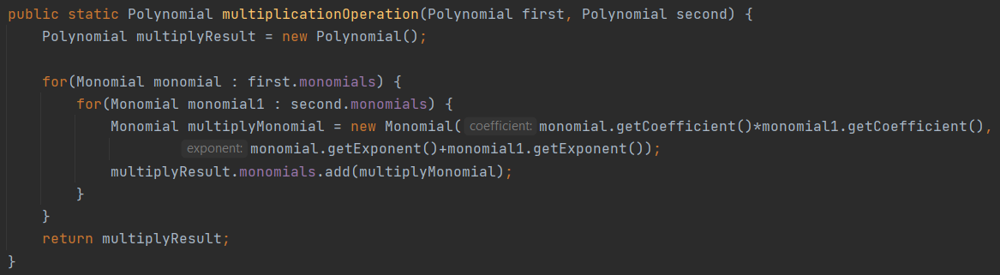 public static Polynomial multiplicationOperation(Polynomial first, Polynomial second) {
    Polynomial multiplyResult = new Polynomial();

    for(Monomial monomial : first.monomials) {
        for(Monomial monomial1 : second.monomials) {
            Monomial multiplyMonomial = new Monomial( coefficient: monomial.getCoefficient()*monomial1.getCoefficient(),
                    exponent: monomial.getExponent()+monomial1.getExponent());
            multiplyResult.monomials.add(multiplyMonomial);
        }
    }
    return multiplyResult;
}